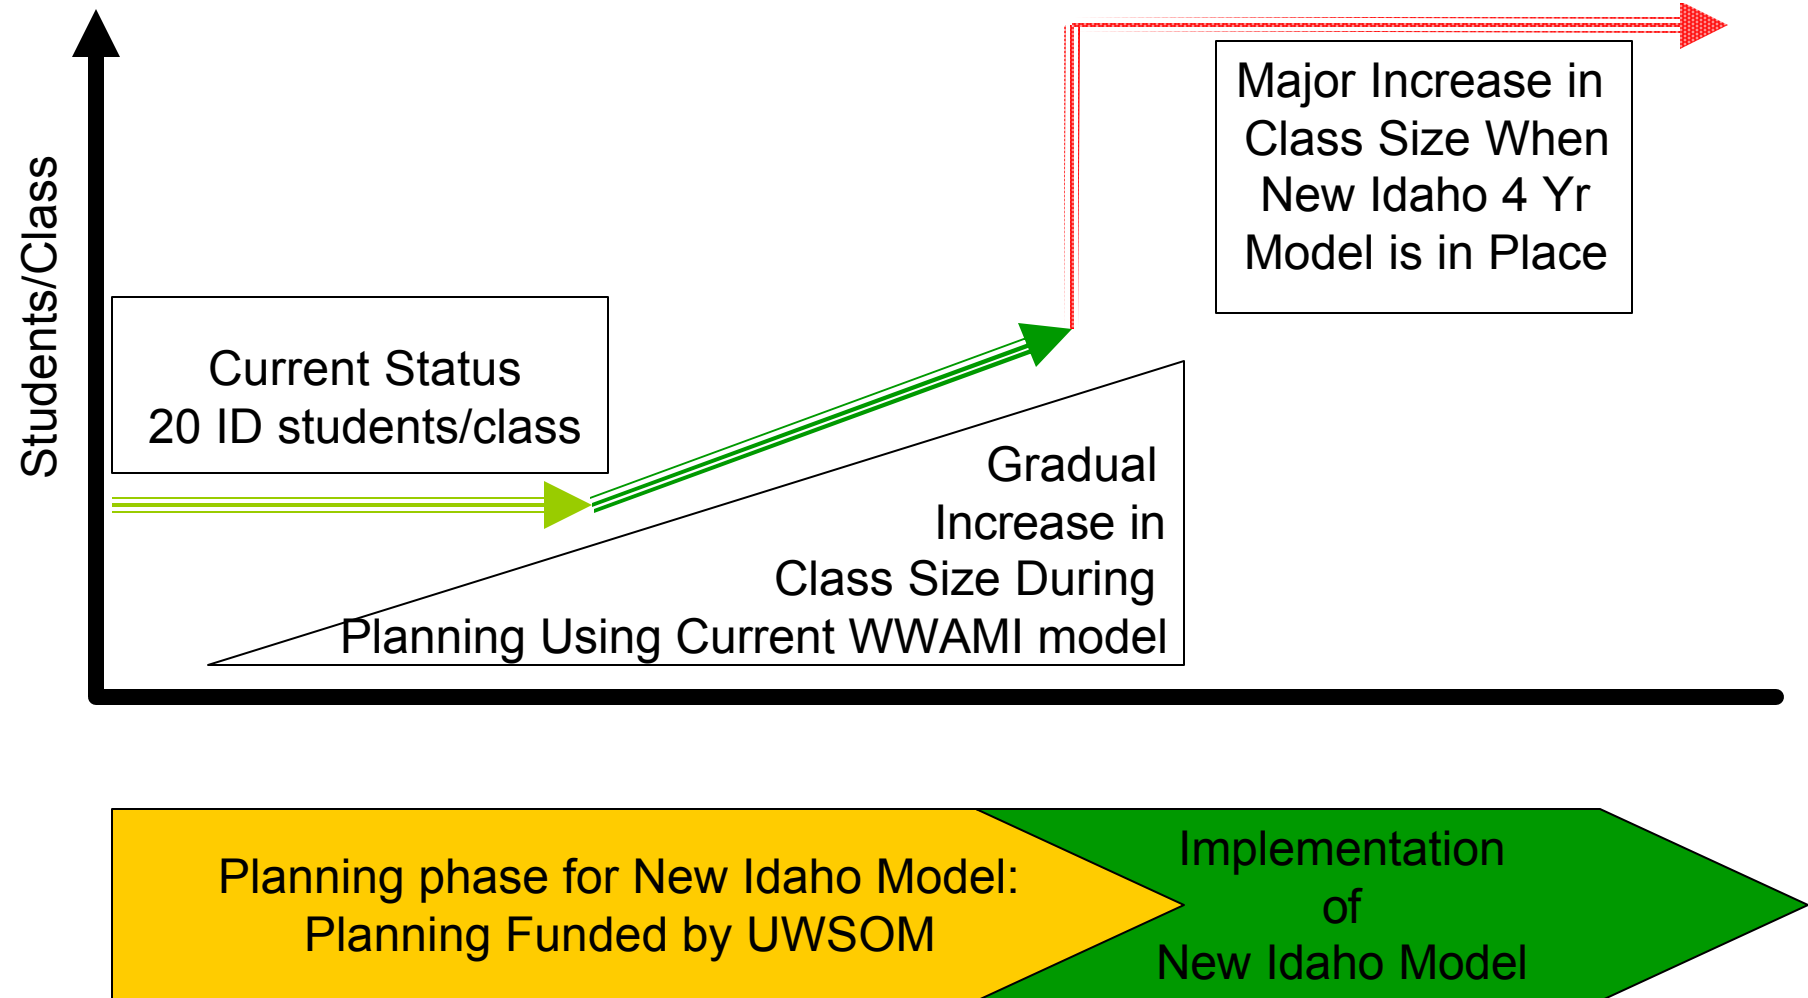 Students/Class
Current Status
20 ID students/class
Major Increase in
Class Size When
New Idaho 4 Yr
Model is in Place
Gradual
Increase in
Class Size During
Planning Using Current WWAMI model
Planning phase for New Idaho Model:
Planning Funded by UWSOM
Implementation
of
New Idaho Model